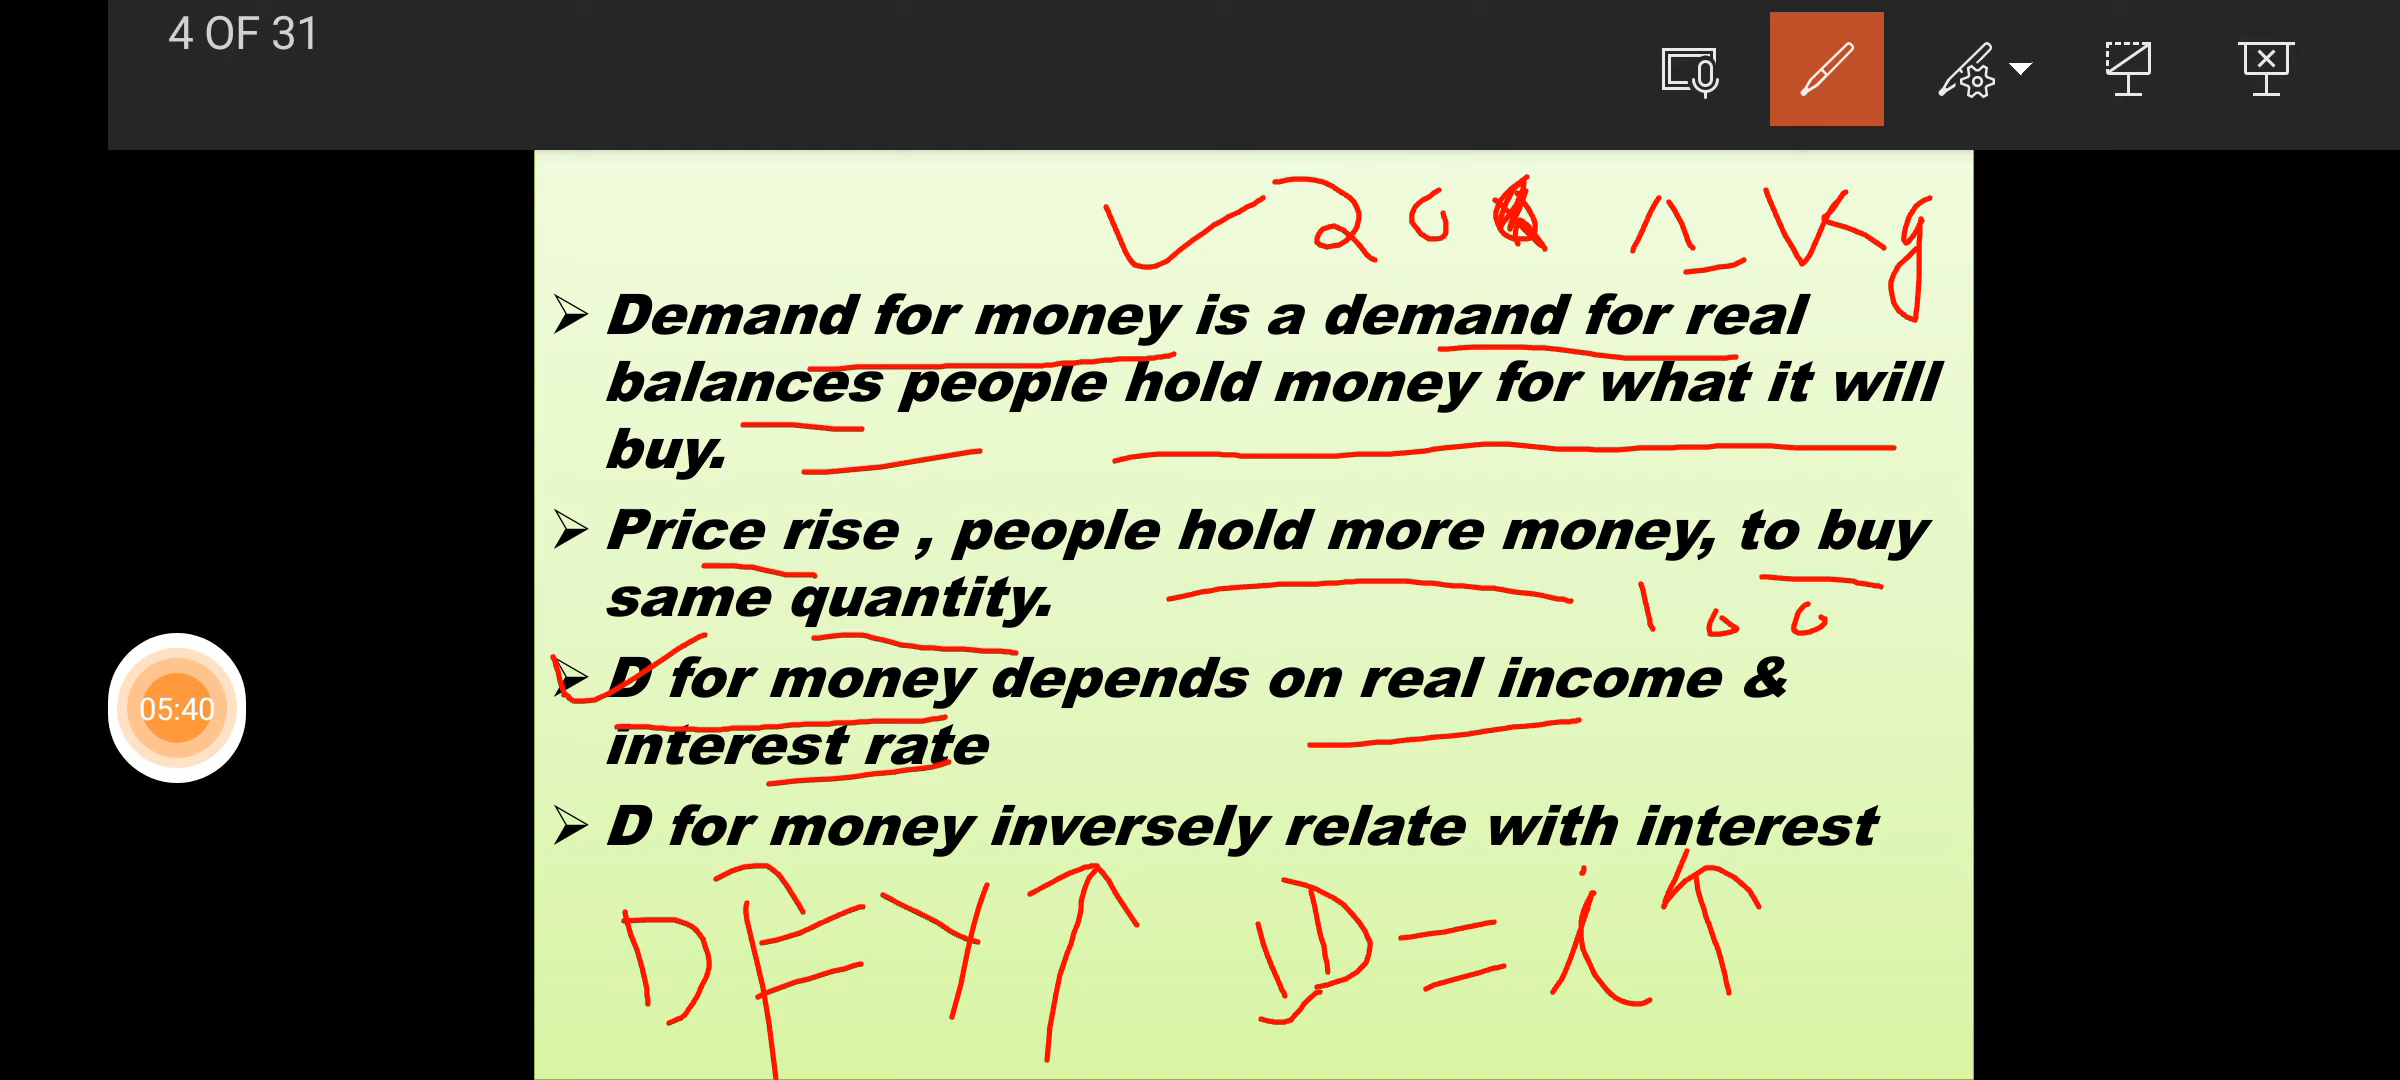 4 OF 31
Kg
Demand for money is a demand for real
balances people hold money for what it will
buy.
Price rise , people hold more money, to buy
same quantity.
100
D for money depends on real income &
interest rate
05:40
D for money inversely relate with interest
D = i ↑